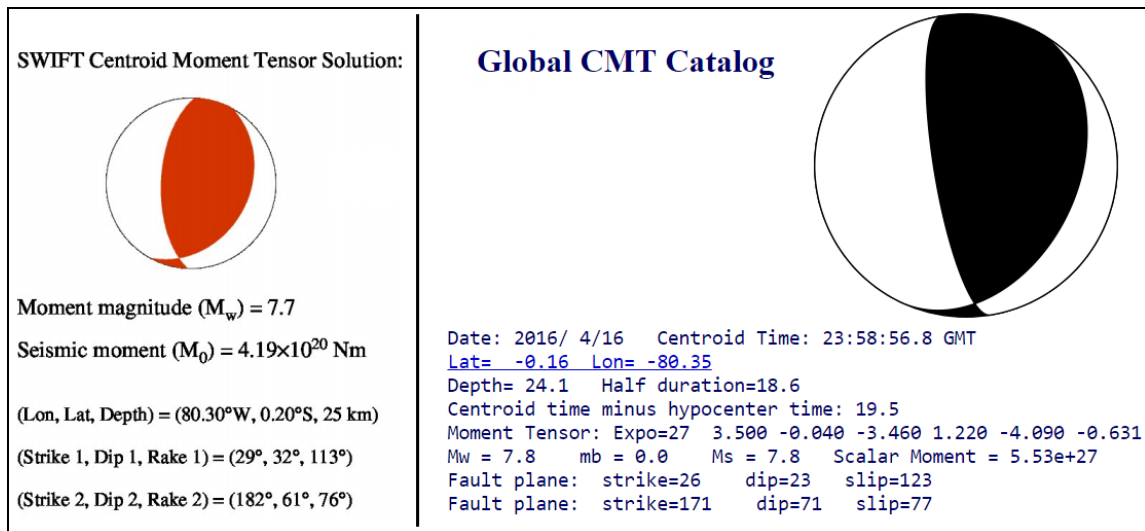 SWIFT Centroid Moment Tensor Solution:
Moment magnitude (Mw) = 7.7
Seismic moment (M0) = 4.19×10^20 Nm
(Lon, Lat, Depth) = (80.30°W, 0.20°S, 25 km)
(Strike 1, Dip 1, Rake 1) = (29°, 32°, 113°)
(Strike 2, Dip 2, Rake 2) = (182°, 61°, 76°)
Global CMT Catalog
Date: 2016/ 4/16   Centroid Time: 23:58:56.8 GMT
Lat=  -0.16  Lon= -80.35
Depth= 24.1   Half duration=18.6
Centroid time minus hypocenter time: 19.5
Moment Tensor: Expo=27  3.500 -0.040 -3.460 1.220 -4.090 -0.631
Mw = 7.8    mb = 0.0    Ms = 7.8   Scalar Moment = 5.53e+27
Fault plane:  strike=26    dip=23   slip=123
Fault plane:  strike=171    dip=71   slip=77